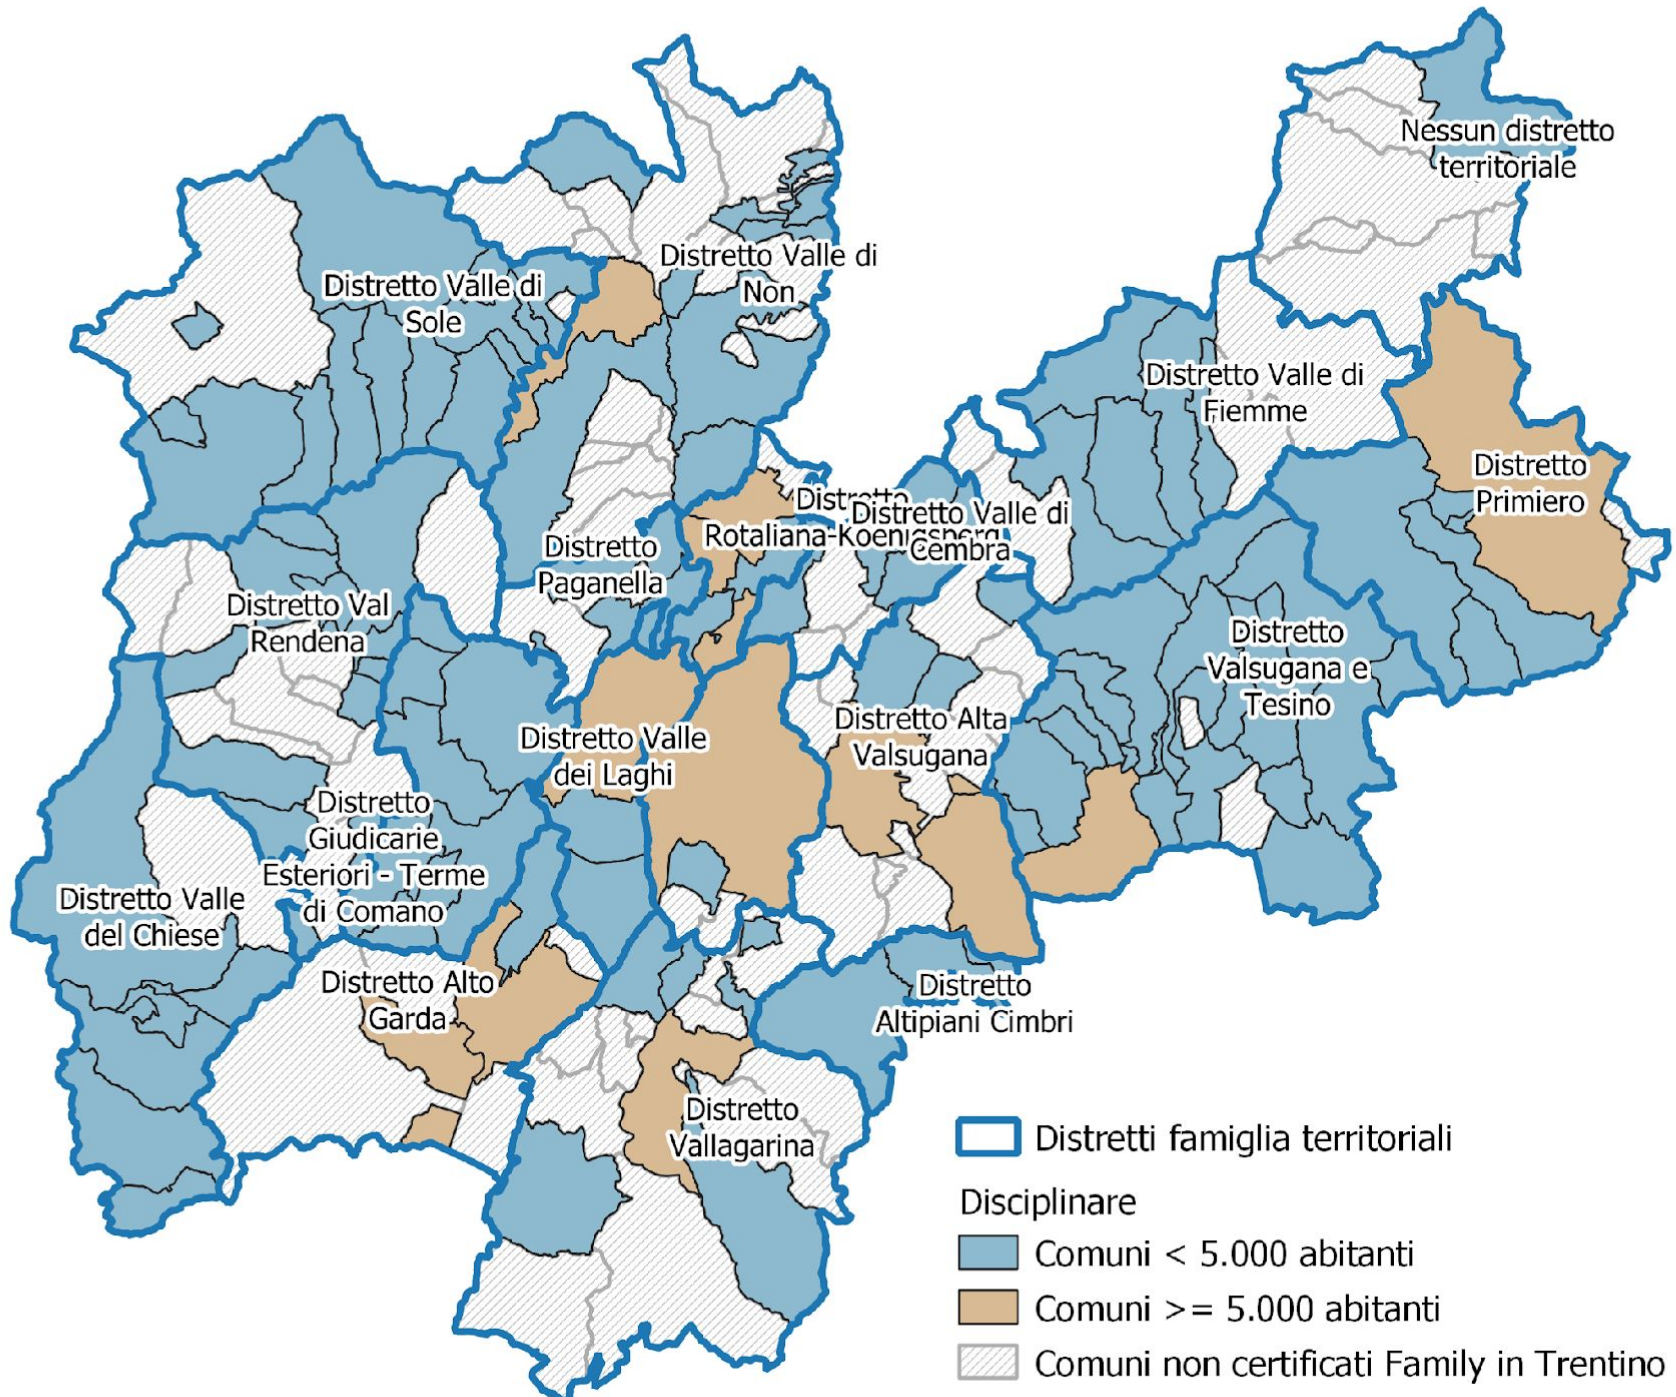 Nessun distretto
territoriale
Distretto Valle di
Non
Distretto Valle di
Sole
Distretto Valle di
Fiemme
Distretto
Primiero
Distretto
Rotaliana-Koenigsberg
Distretto Valle di
Cembra
Distretto
Paganella
Distretto Val
Rendena
Distretto
Valsugana e
Tesino
Distretto Alta
Valsugana
Distretto Valle
dei Laghi
Distretto
Giudicarie
Esteriori - Terme
di Comano
Distretto Valle
del Chiese
Distretto Alto
Garda
Distretto
Altipiani Cimbri
Distretto
Vallagarina
Distretti famiglia territoriali
Disciplinare
Comuni < 5.000 abitanti
Comuni >= 5.000 abitanti
Comuni non certificati Family in Trentino